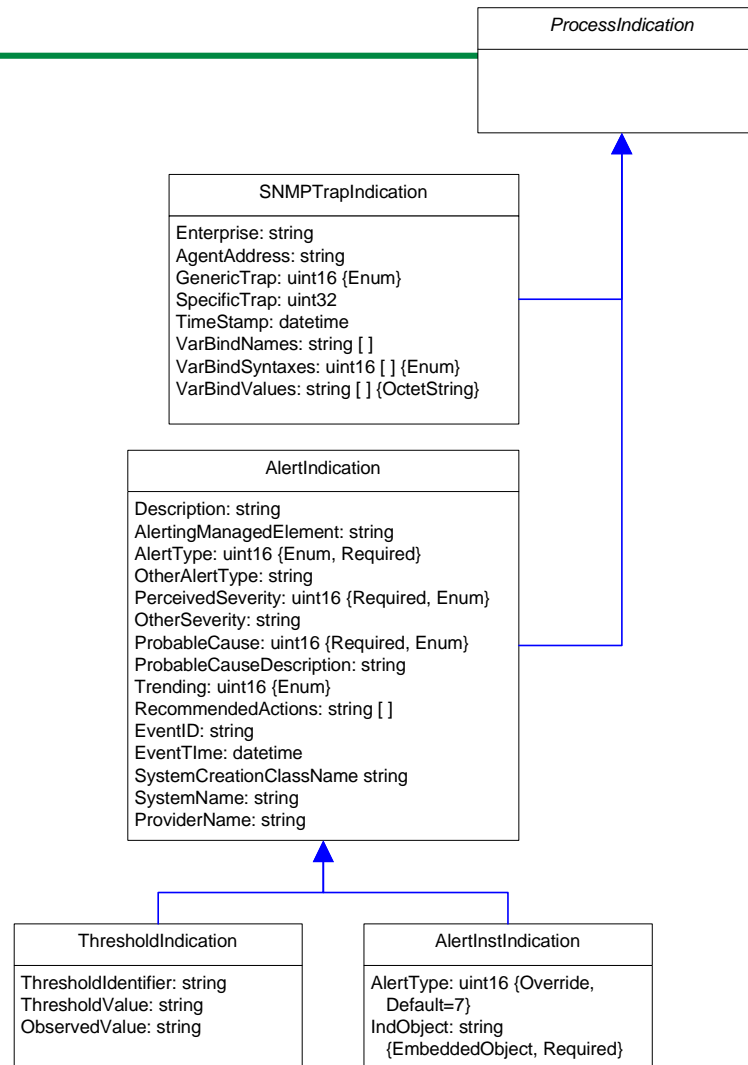 ProcessIndication
SNMPTrapIndication
Enterprise: string
AgentAddress: string
GenericTrap: uint16 {Enum}
SpecificTrap: uint32
TimeStamp: datetime
VarBindNames: string [ ]
VarBindSyntaxes: uint16 [ ] {Enum}
VarBindValues: string [ ] {OctetString}
AlertIndication
Description: string
AlertingManagedElement: string
AlertType: uint16 {Enum, Required}
OtherAlertType: string
PerceivedSeverity: uint16 {Required, Enum}
OtherSeverity: string
ProbableCause: uint16 {Required, Enum}
ProbableCauseDescription: string
Trending: uint16 {Enum}
RecommendedActions: string [ ]
EventID: string
EventTIme: datetime
SystemCreationClassName string
SystemName: string
ProviderName: string
ThresholdIndication
ThresholdIdentifier: string
ThresholdValue: string
ObservedValue: string
AlertInstIndication
AlertType: uint16 {Override,
Default=7}
IndObject: string
{EmbeddedObject, Required}